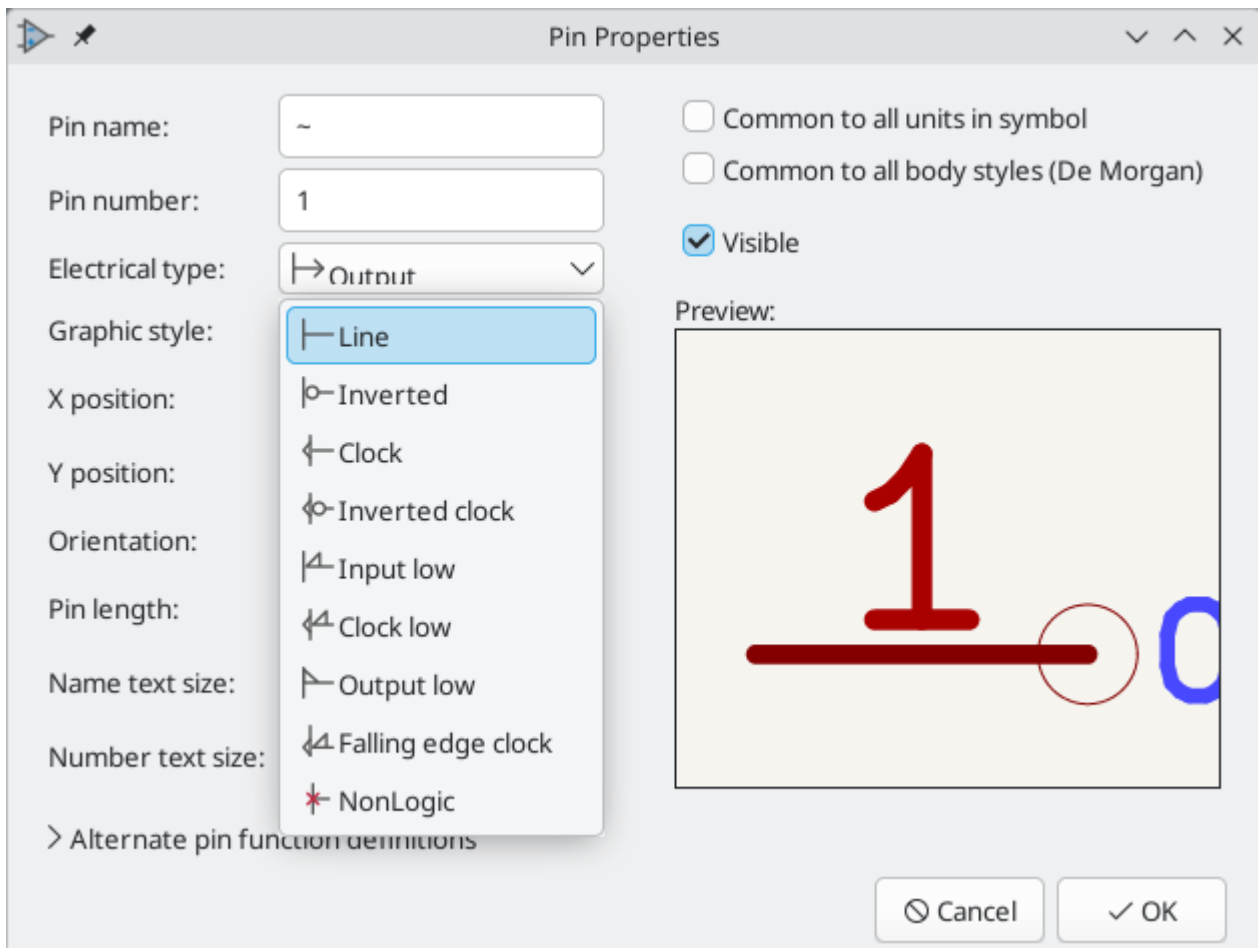 Pin Properties
Pin name:
~
Pin number:
1
Electrical type:
Output
Graphic style:
Line
Inverted
Clock
Inverted clock
Input low
Clock low
Output low
Falling edge clock
NonLogic
X position:
Y position:
Orientation:
Pin length:
Name text size:
Number text size:
Alternate pin function definitions
Common to all units in symbol
Common to all body styles (De Morgan)
Visible
Preview:
1
Cancel
OK